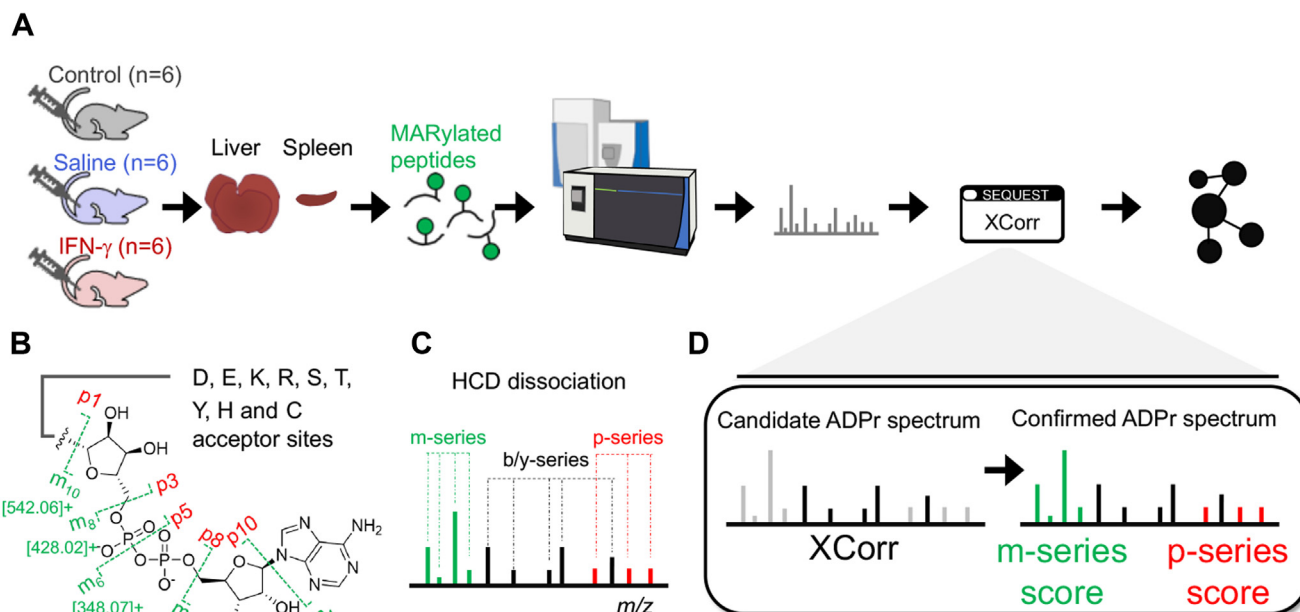 A
Control (n=6)
Saline (n=6)
IFN-γ (n=6)
Liver Spleen
MARylated
peptides
SEQUEST
XCorr
B
D, E, K, R, S, T,
Y, H and C
acceptor sites
p1
OH
OH
O
m10
[542.06]+
p3
m8
O
[428.02]+
O
P
O-
p5
m6
[348.07]+
O
O
P
O-
O
p8
p10
O
N
N
N
N
NH2
OH
C
HCD dissociation
m-series
b/y-series
p-series
m/z
D
Candidate ADPr spectrum
Confirmed ADPr spectrum
XCorr
m-series
score
p-series
score